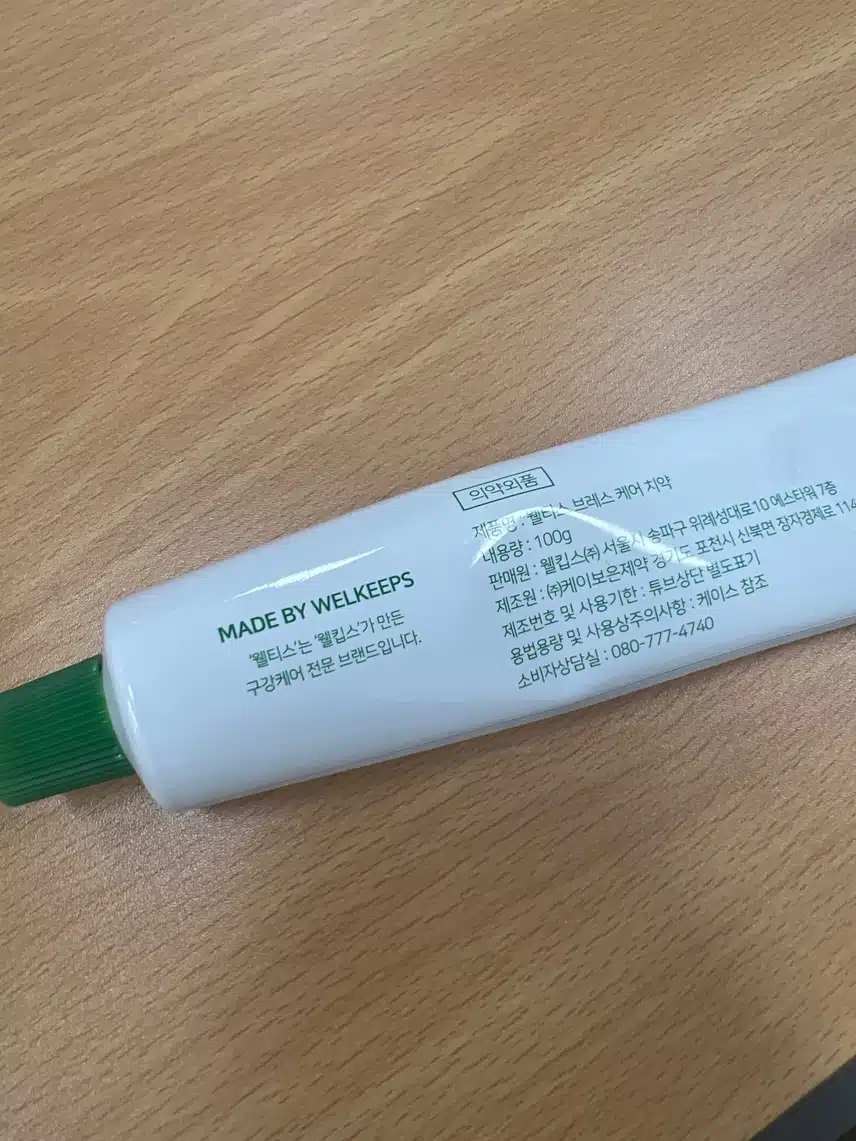 MADE BY WELKEEPS
'웰티스'는 '웰킵스'가 만든
구강케어 전문 브랜드입니다.
의약외품
제품명 : 웰티스 브레스 케어 치약
내용량 : 100g
판매원 : 웰킵스㈜ 서울시 송파구 위례성대로10 에스타워 7층
제조원 : ㈜케이보은제약 경기도 포천시 신북면 장자경제로 114
제조번호 및 사용기한 : 튜브상단 별도표기
용법용량 및 사용상주의사항 : 케이스 참조
소비자상담실 : 080-777-4740